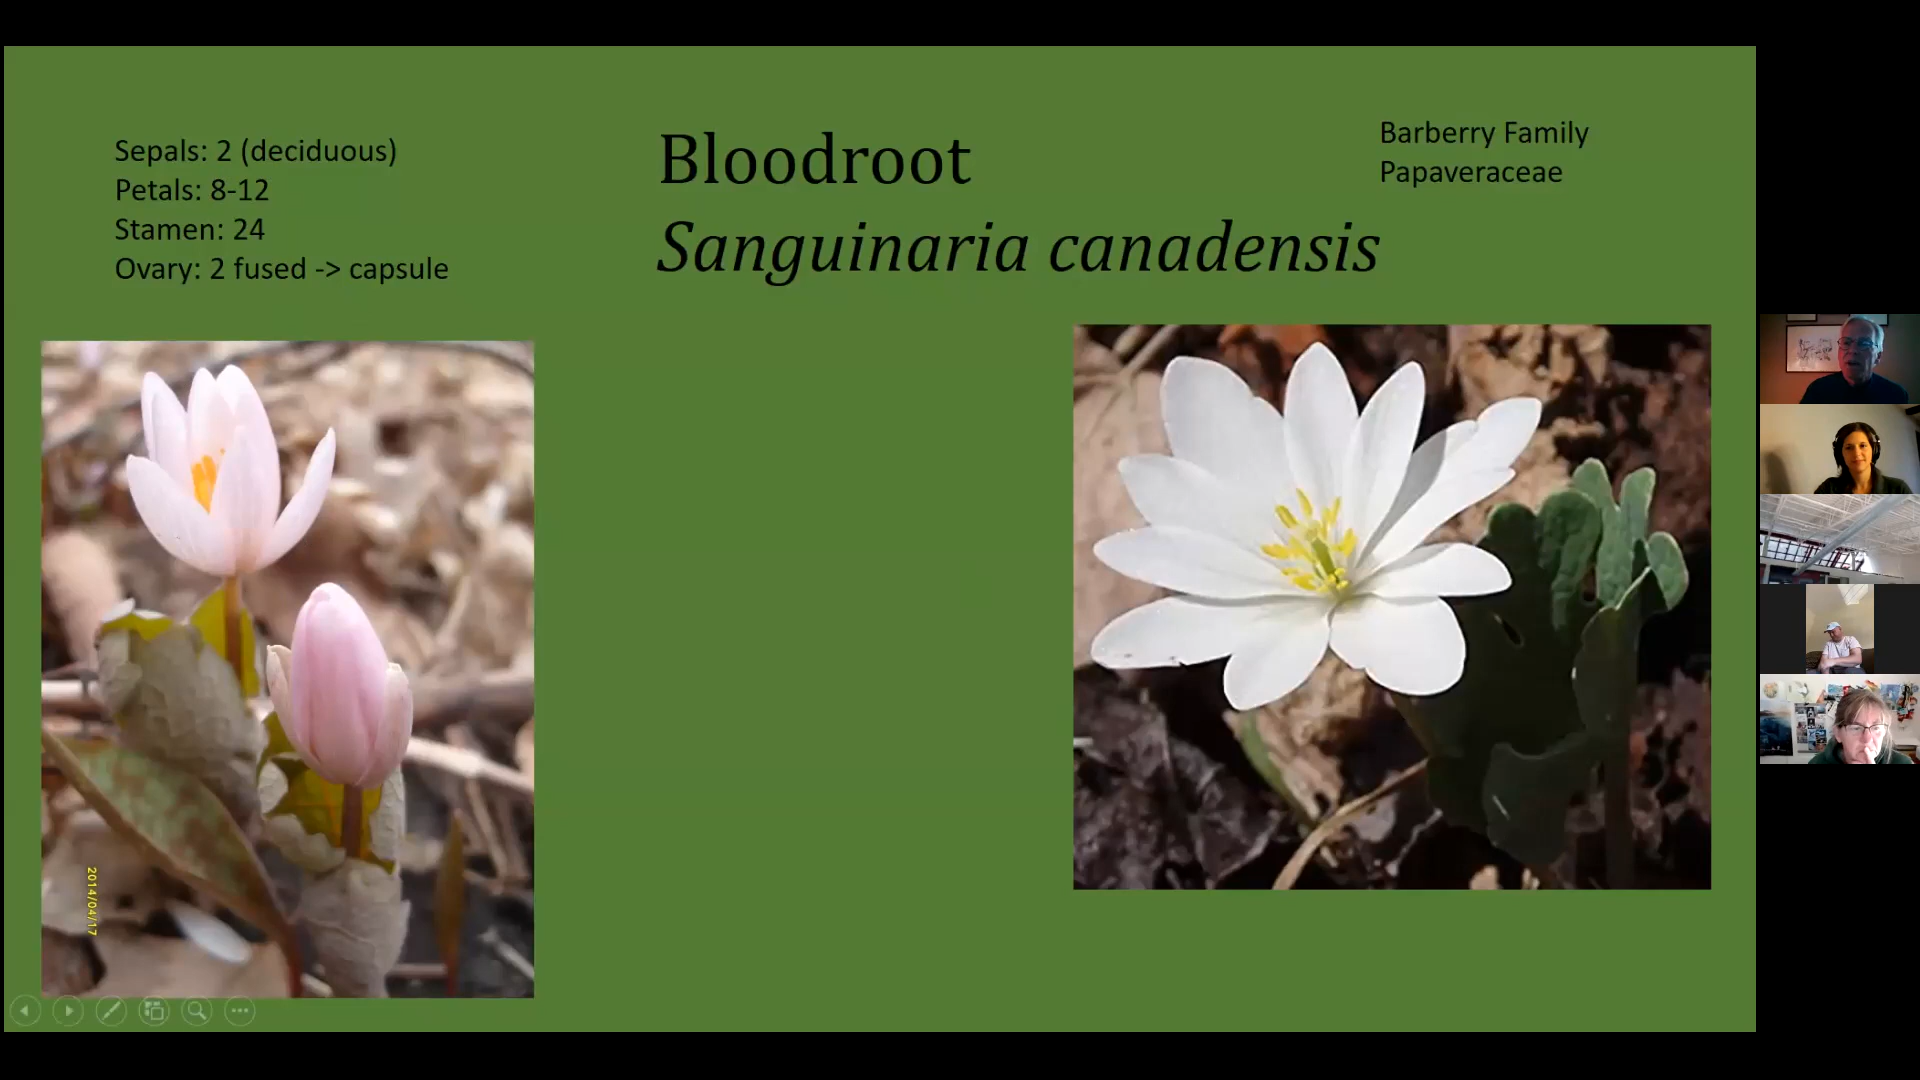 Sepals: 2 (deciduous)
Petals: 8-12
Stamen: 24
Ovary: 2 fused -> capsule
Bloodroot
Sanguinaria canadensis
Barberry Family
Papaveraceae
2014/04/17